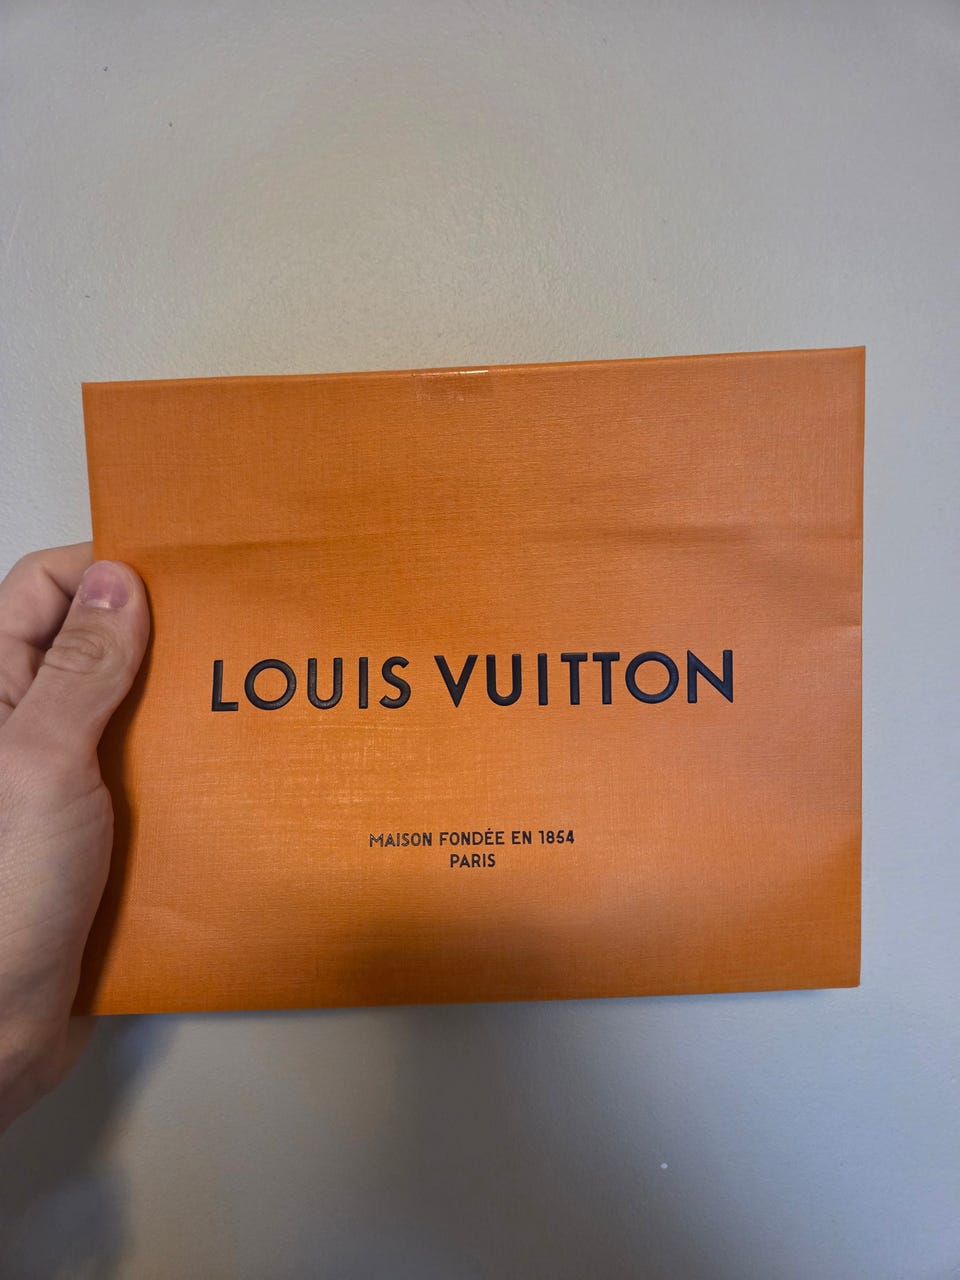 LOUIS VUITTON
MAISON FONDÉE EN 1854
PARIS